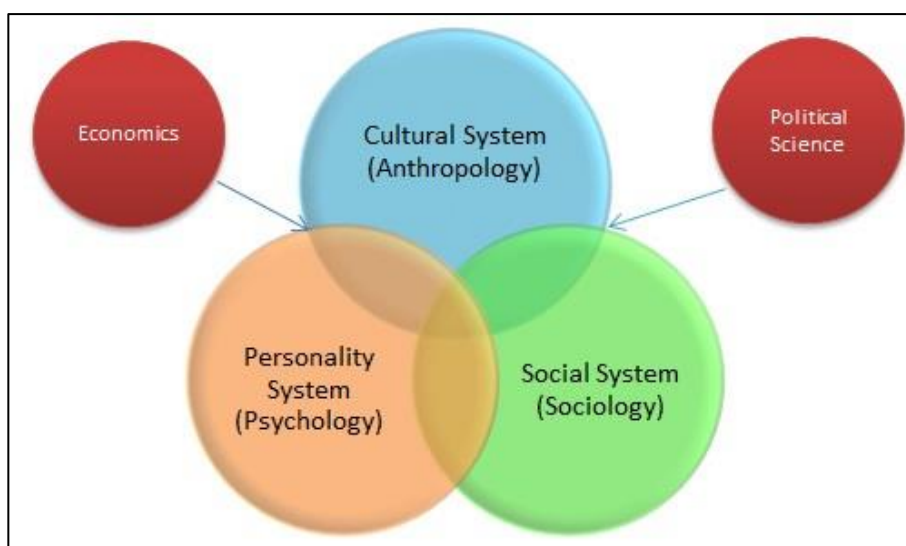 Economics
Cultural System
(Anthropology)
Political
Science
Personality
System
(Psychology)
Social System
(Sociology)